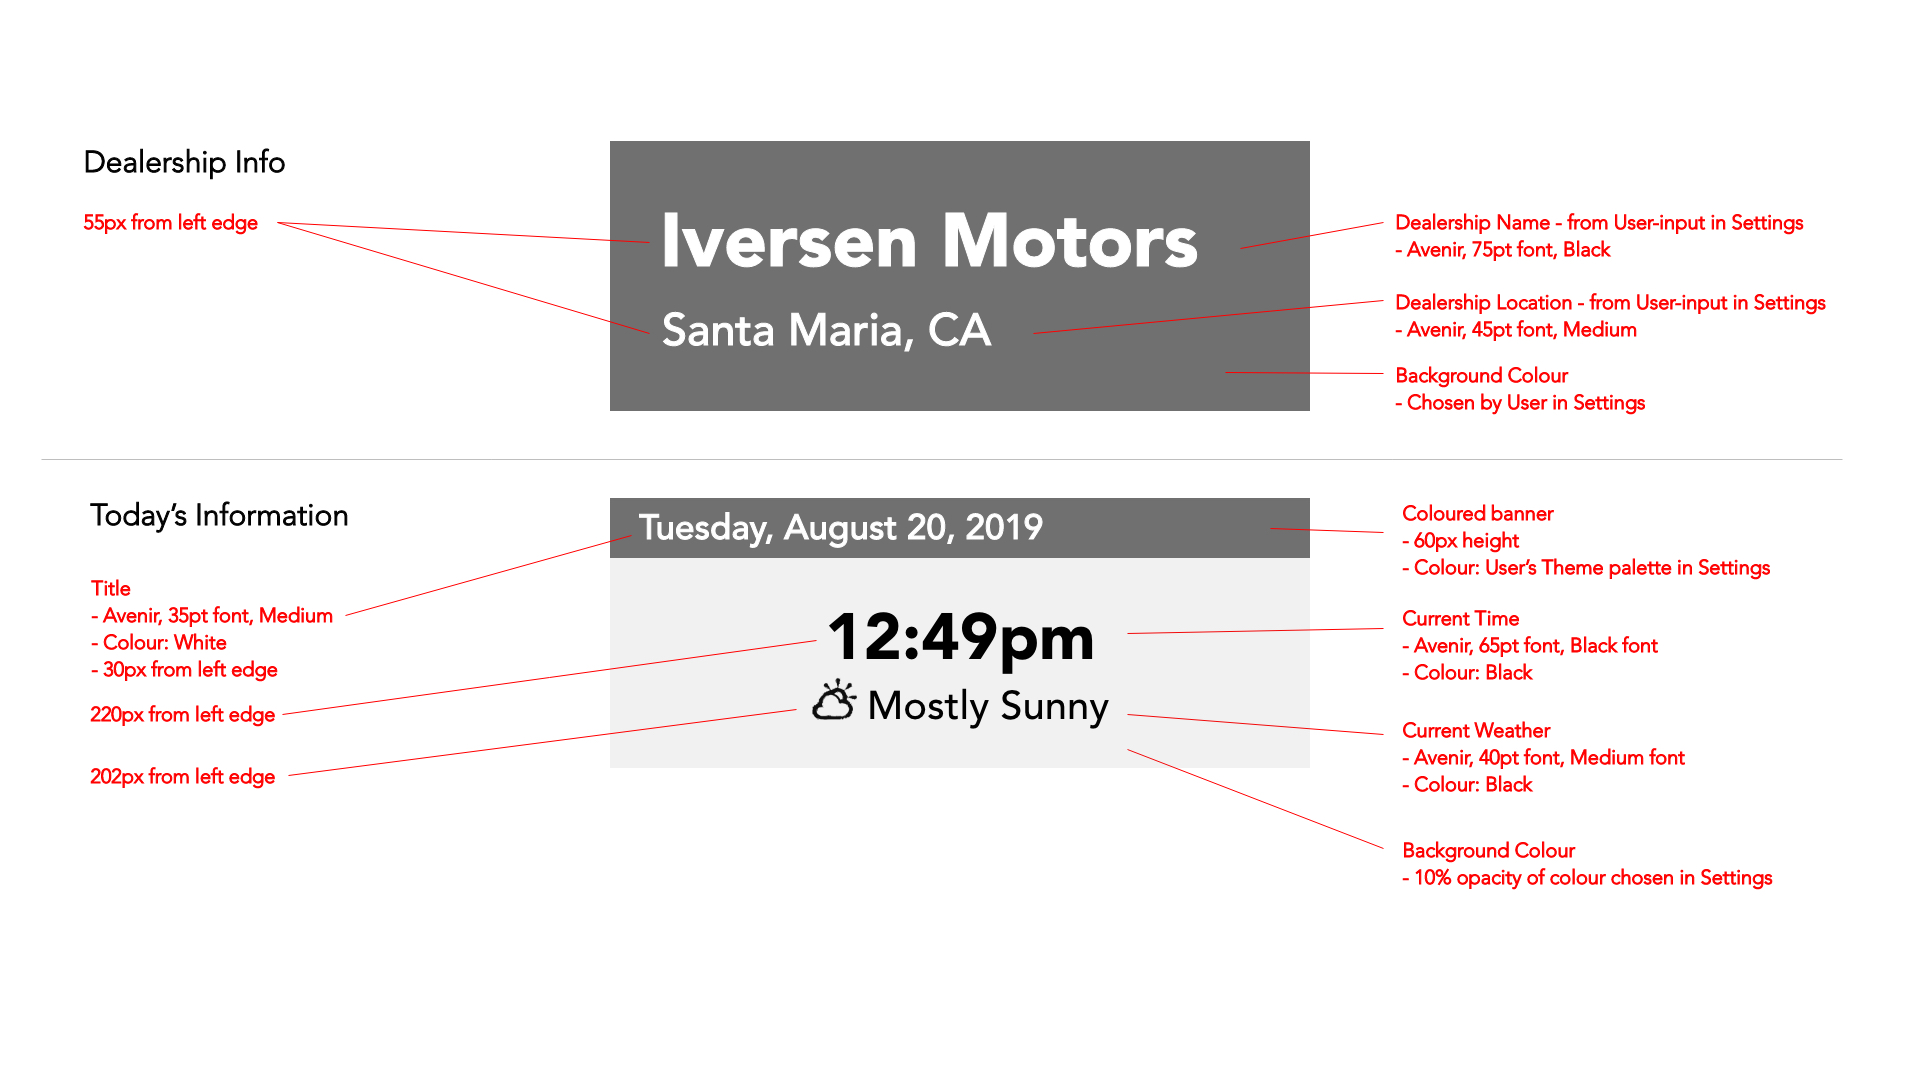 Dealership Info
55px from left edge
Iversen Motors
Santa Maria, CA
Dealership Name - from User-input in Settings
- Avenir, 75pt font, Black
Dealership Location - from User-input in Settings
- Avenir, 45pt font, Medium
Background Colour
- Chosen by User in Settings
Today's Information
Title
- Avenir, 35pt font, Medium
- Colour: White
- 30px from left edge
220px from left edge
202px from left edge
Tuesday, August 20, 2019
12:49pm
Mostly Sunny
Coloured banner
- 60px height
- Colour: User's Theme palette in Settings
Current Time
- Avenir, 65pt font, Black font
- Colour: Black
Current Weather
- Avenir, 40pt font, Medium font
- Colour: Black
Background Colour
- 10% opacity of colour chosen in Settings